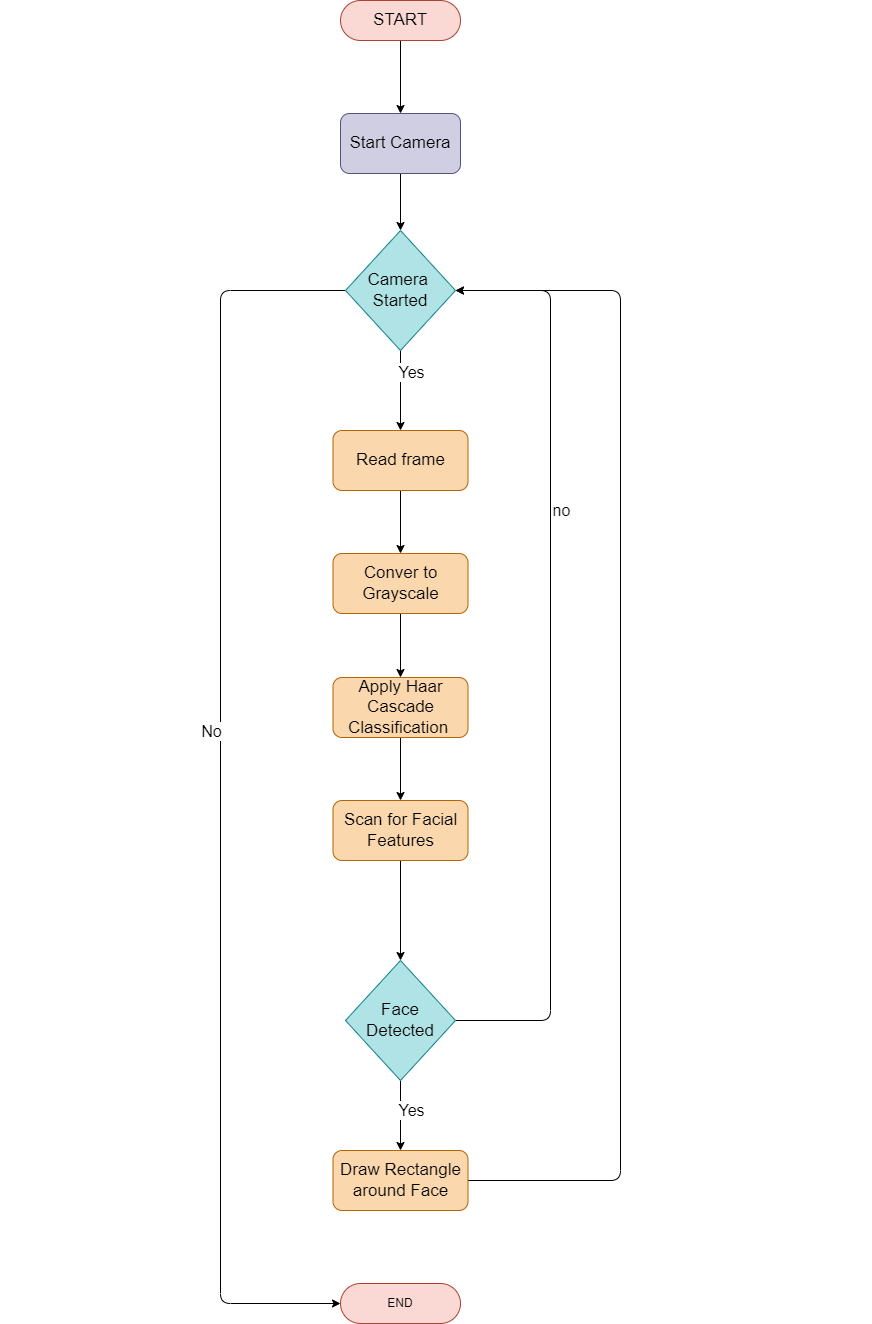 START
Start Camera
Camera
Started
Yes
Read frame
no
Conver to
Grayscale
Apply Haar
Cascade
Classification
No
Scan for Facial
Features
Face
Detected
Yes
Draw Rectangle
around Face
END